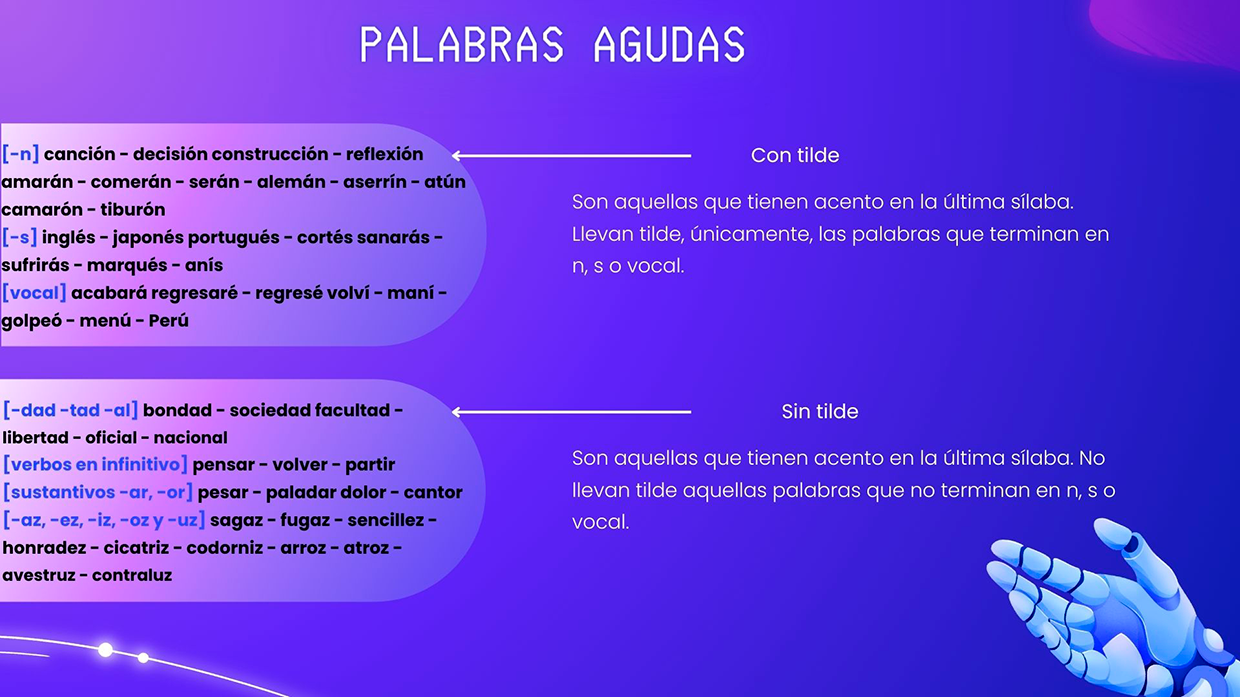 PALABRAS AGUDAS
[-n] canción - decisión construcción - reflexión
amarán - comerán - serán - alemán - aserrín - atún
camarón - tiburón
[-s] inglés - japonés portugués - cortés sanarás -
sufrirás - marqués - anís
[vocal] acabará regresaré - regresé volví - maní -
golpeó - menú - Perú
Con tilde
Son aquellas que tienen acento en la última sílaba.
Llevan tilde, únicamente, las palabras que terminan en
n, s o vocal.
[-dad -tad -al] bondad - sociedad facultad -
libertad - oficial - nacional
[verbos en infinitivo] pensar - volver - partir
[sustantivos -ar, -or] pesar - paladar dolor - cantor
[-az, -ez, -iz, -oz y -uz] sagaz - fugaz - sencillez -
honradez - cicatriz - codorniz - arroz - atroz -
avestruz - contraluz
Sin tilde
Son aquellas que tienen acento en la última sílaba. No
llevan tilde aquellas palabras que no terminan en n, s o
vocal.